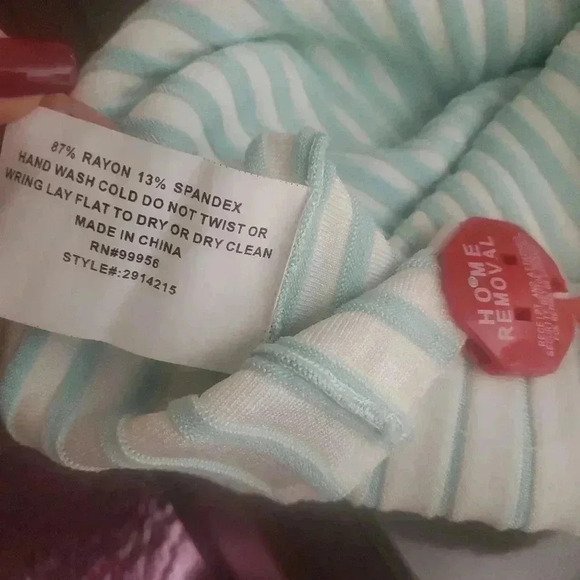 87% RAYON 13% SPANDEX
HAND WASH COLD DO NOT TWIST OR
WRING LAY FLAT TO DRY OR DRY CLEAN
MADE IN CHINA
RN#99956
STYLE#:2914215
HOME
REMOVAL